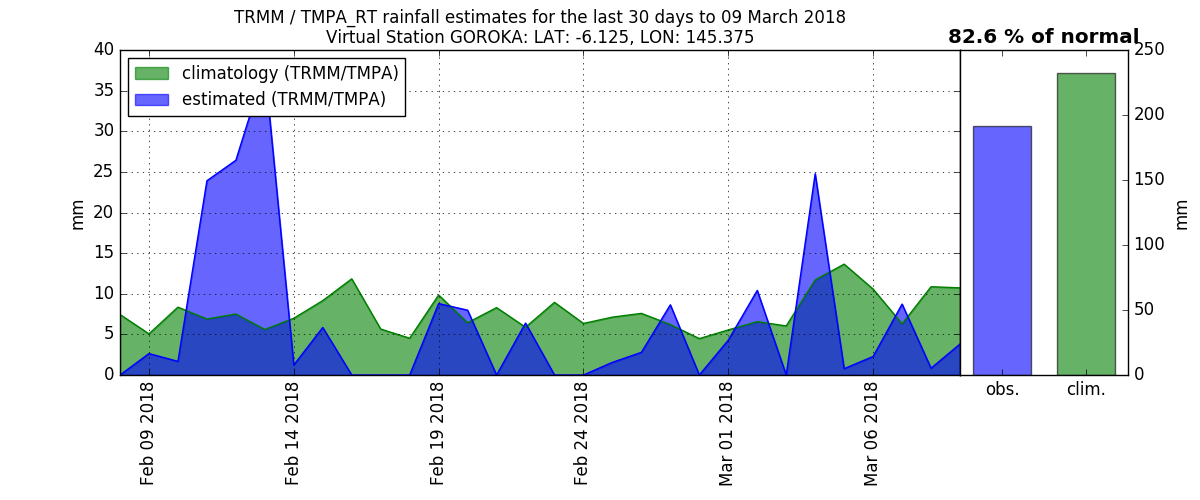 TRMM / TMPA_RT rainfall estimates for the last 30 days to 09 March 2018
Virtual Station GOROKA: LAT: -6.125, LON: 145.375
82.6 % of normal
climatology (TRMM/TMPA)
estimated (TRMM/TMPA)
40
35
30
25
20
15
10
5
0
mm
Feb 09 2018
Feb 14 2018
Feb 19 2018
Feb 24 2018
Mar 01 2018
Mar 06 2018
obs.
clim.
250
200
150
100
50
0
mm